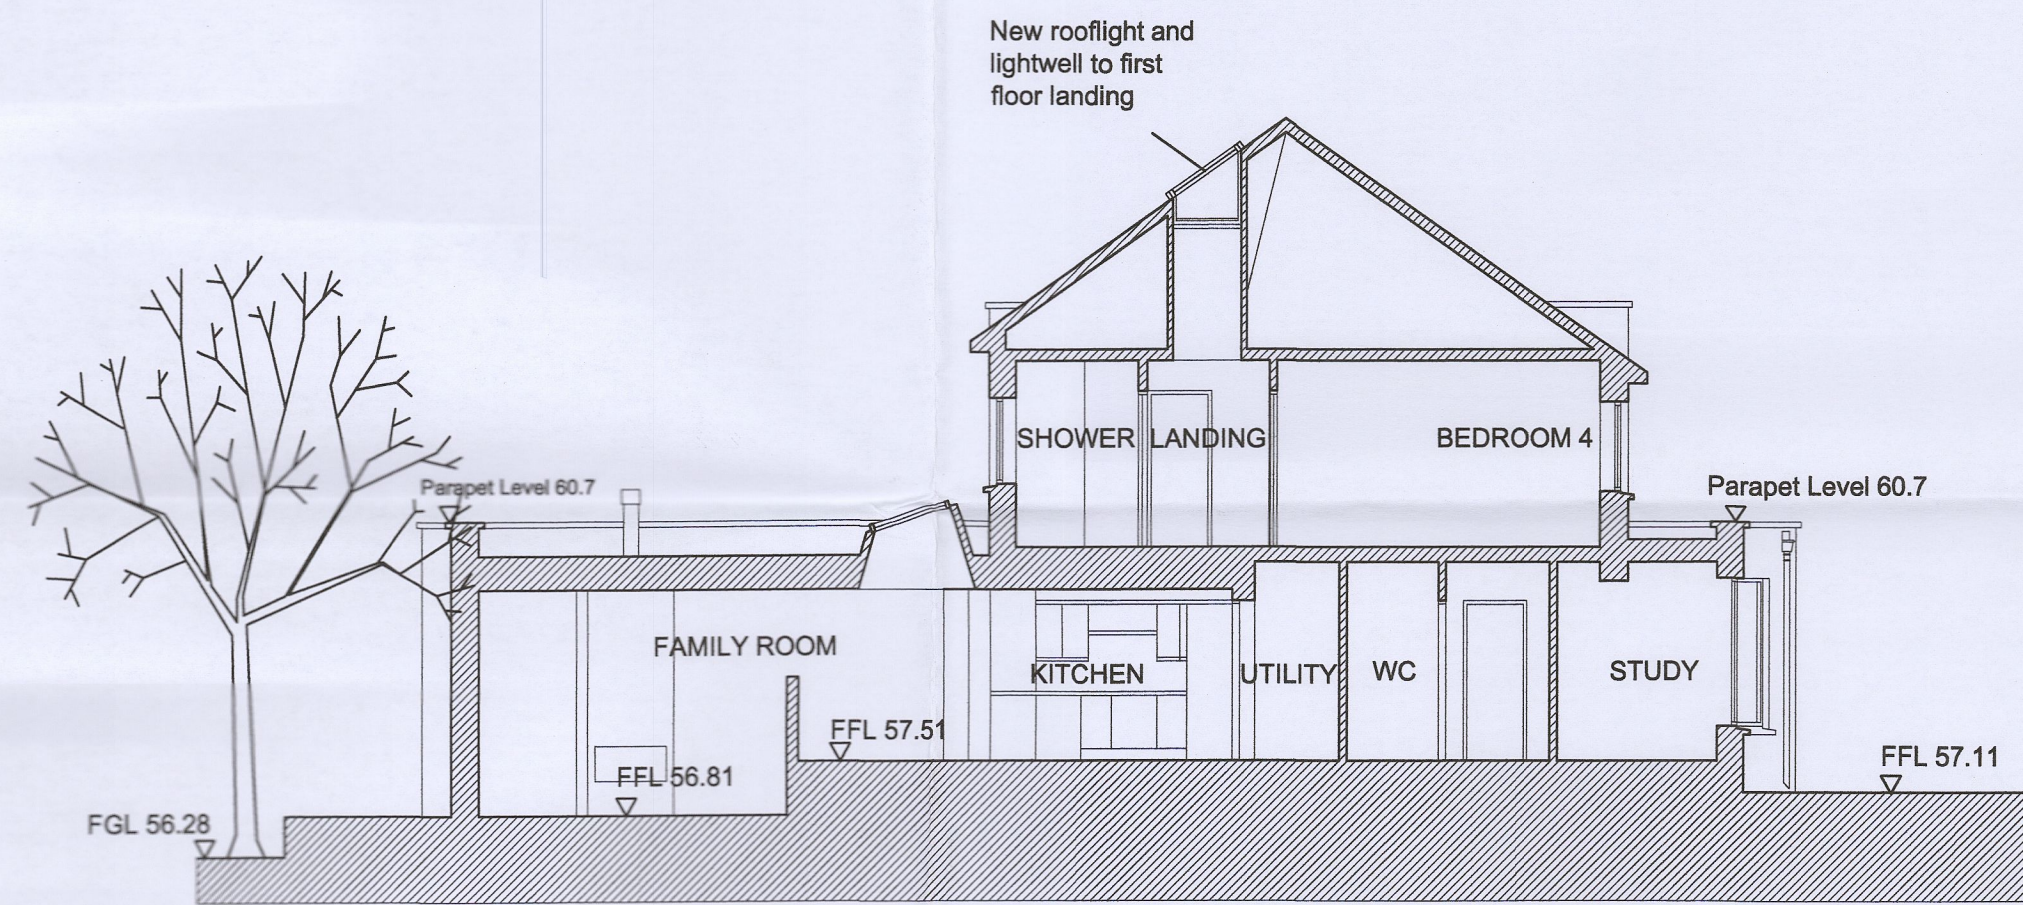 New rooflight and
lightwell to first
floor landing
SHOWER LANDING BEDROOM 4
Parapet Level 60.7
Parapet Level 60.7
FAMILY ROOM
KITCHEN UTILITY WC STUDY
FFL 57.51
FFL 56.81
FFL 57.11
FGL 56.28